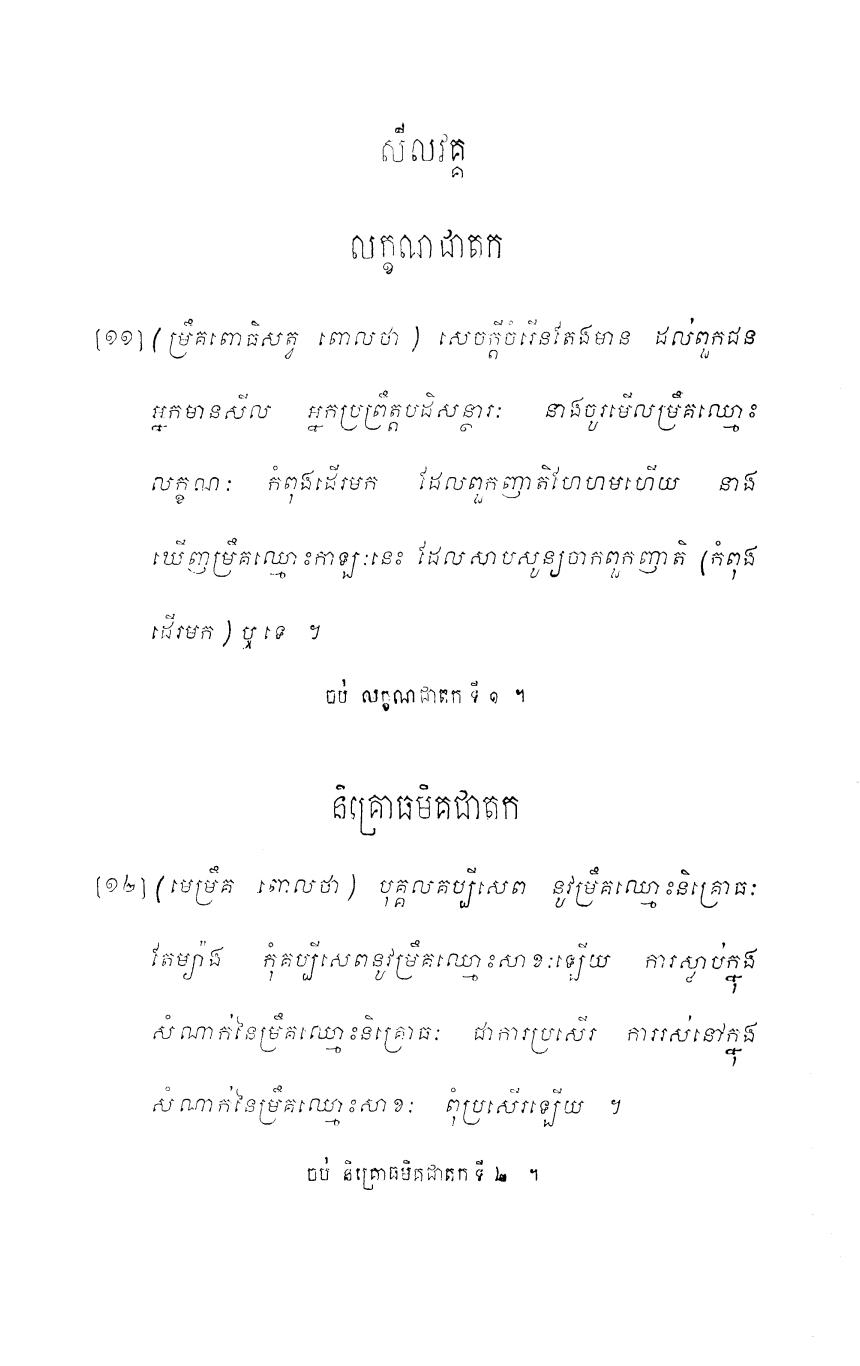 សីលវគ្គ
លក្ខណជាតក
[១១] (ម្រឹគពោធិសត្វ ពោលថា) សេចក្តីចំរើនតែងមាន ដល់ពួកជន
អ្នកមានសីល អ្នកប្រព្រឹត្តបដិសន្ថារៈ នាងចូរមើលម្រឹគឈ្មោះ
លក្ខណៈ កំពុងដើរមក ដែលពួកញាតិហែហមហើយ នាង
ឃើញម្រឹគឈ្មោះកាឡៈនេះ ដែលសាបសូន្យចាកពួកញាតិ (កំពុង
ដើរមក) ឬទេ ។
ចប់ លក្ខណជាតក ទី ១ ។
និគ្រោធមិគជាតក
[១២] (មេម្រឹគ ពោលថា) បុគ្គលគប្បីសេព នូវម្រឹគឈ្មោះនិគ្រោធៈ
តែម្យ៉ាង កុំគប្បីសេពនូវម្រឹគឈ្មោះសាខៈឡើយ ការស្លាប់ក្នុង
សំណាក់នៃម្រឹគឈ្មោះនិគ្រោធៈ ជាការប្រសើរ ការរស់នៅក្នុង
សំណាក់នៃម្រឹគឈ្មោះសាខៈ ពុំប្រសើរឡើយ ។
ចប់ និគ្រោធមិគជាតក ទី ២ ។